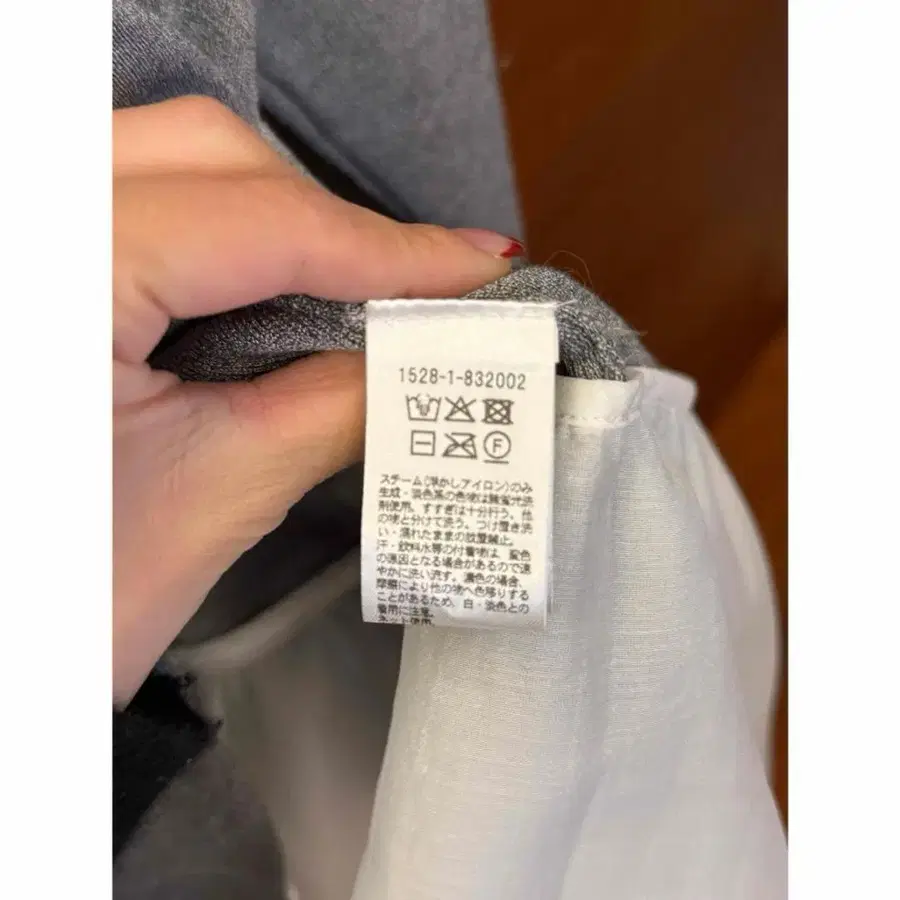 1528-1-832002
F
スチーム(浮かしアイロン)のみ
生成・淡色系の色物は無蛍光洗
剤使用。すすぎは十分行う。他
の物と分けて洗う。つけ置き洗
い・濡れたままの放置禁止。
汗・飲料水等の付着物は、変色
の原因となる場合があるので速
やかに洗い流す。濃色の場合、
摩擦により他の物へ色移りする
ことがあるため、白・淡色との
着用に注意。
ネット使用